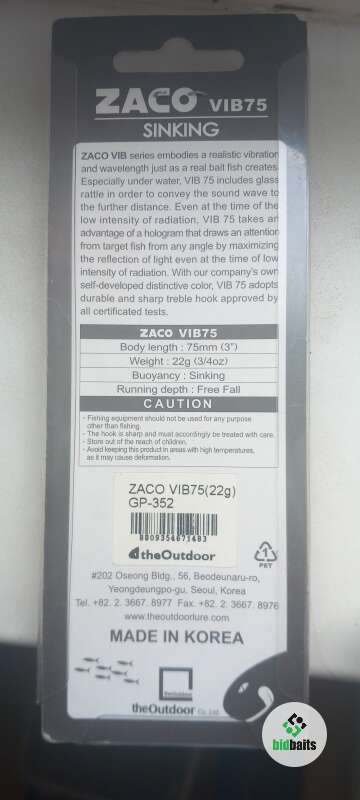 ZACO VIB75
SINKING
ZACO VIB series embodies a realistic vibration
and wavelength just as a real bait fish creates
Especially under water, VIB 75 includes glass
rattle in order to convey the sound wave to
the further distance. Even at the time of the
low intensity of radiation, VIB 75 takes an
advantage of a hologram that draws an attention
from target fish from any angle by maximizing
the reflection of light even at the time of low
intensity of radiation. With our company's own
self-developed distinctive color, VIB 75 adopts
durable and sharp treble hook approved by
all certificated tests.
ZACO VIB75
Body length : 75mm (3")
Weight : 22g (3/4oz)
Buoyancy : Sinking
Running depth : Free Fall
CAUTION
- Fishing equipment should not be used for any purpose
other than fishing.
- The hook is sharp and must accordingly be treated with care.
- Store out of the reach of children.
- Avoid keeping this product in areas with high temperatures,
as it may cause deformation.
ZACO VIB75(22g)
GP-352
8809354671483
theOutdoor
1
PET
#202 Oseong Bldg., 56, Beodeunaru-ro,
Yeongdeungpo-gu, Seoul, Korea
Tel. +82. 2. 3667. 8977 Fax. +82. 2. 3667. 8976
www.theoutdoorlure.com
MADE IN KOREA
theOutdoor
theOutdoor Co. Ltd.
bidbaits